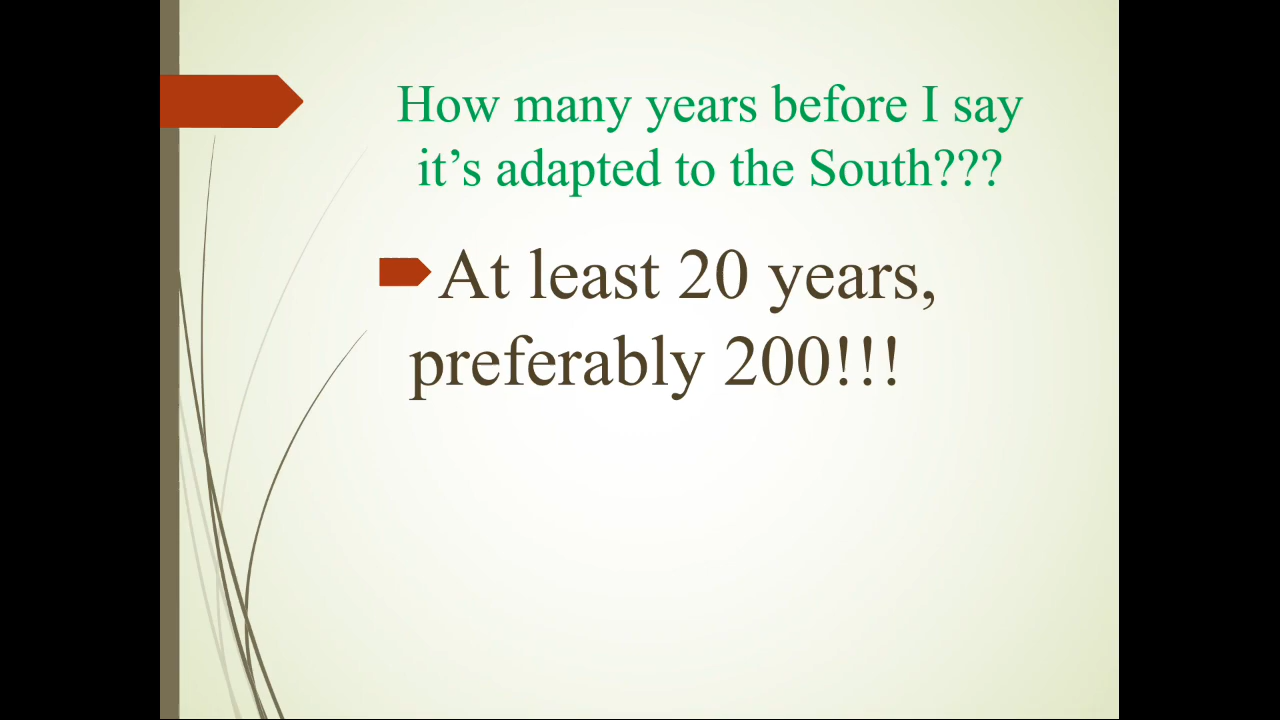 How many years before I say
it’s adapted to the South???
At least 20 years,
preferably 200!!!